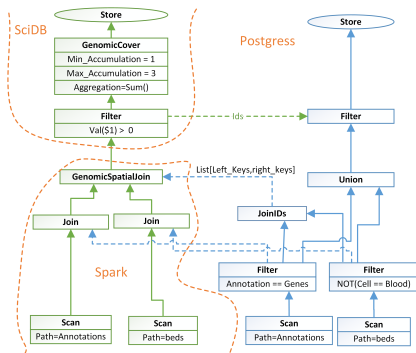 Store
Store
SciDB
Postgress
GenomicCover
Min_Accumulation = 1
Max_Accumulation = 3
Aggregation=Sum()
Filter
Val($1) > 0
Ids
Filter
List[Left_Keys,right_keys]
GenomicSpatialJoin
Union
Join
Join
JoinIDs
Spark
Filter
Annotation == Genes
Filter
NOT(Cell == Blood)
Scan
Path=Annotations
Scan
Path=beds
Scan
Path=Annotations
Scan
Path=beds